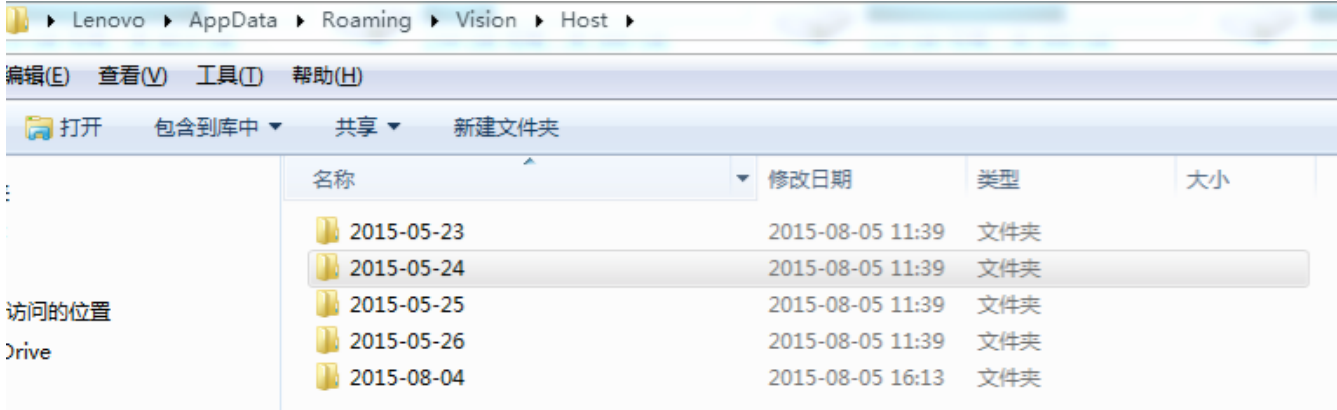 Lenovo ▸ AppData ▸ Roaming ▸ Vision ▸ Host ▸
编辑(E) 查看(V) 工具(T) 帮助(H)
打开 包含到库中 ▼ 共享 ▼ 新建文件夹
名称 修改日期 类型 大小
2015-05-23 2015-08-05 11:39 文件夹
2015-05-24 2015-08-05 11:39 文件夹
2015-05-25 2015-08-05 11:39 文件夹
访问的位置
2015-05-26 2015-08-05 11:39 文件夹
Drive
2015-08-04 2015-08-05 16:13 文件夹